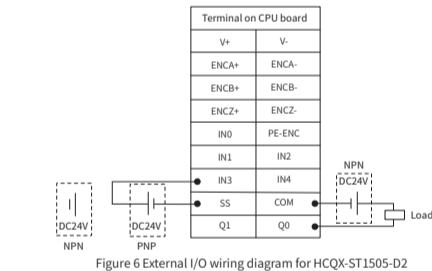 Terminal on CPU board
V+ V-
ENCA+ ENCA-
ENCB+ ENCB-
ENCZ+ ENCZ-
IN0 PE-ENC
IN1 IN2
NPN
IN3 IN4 DC24V
SS COM
Load
DC24V DC24V Q1 Q0
NPN PNP
Figure 6 External I/O wiring diagram for HCQX-ST1505-D2